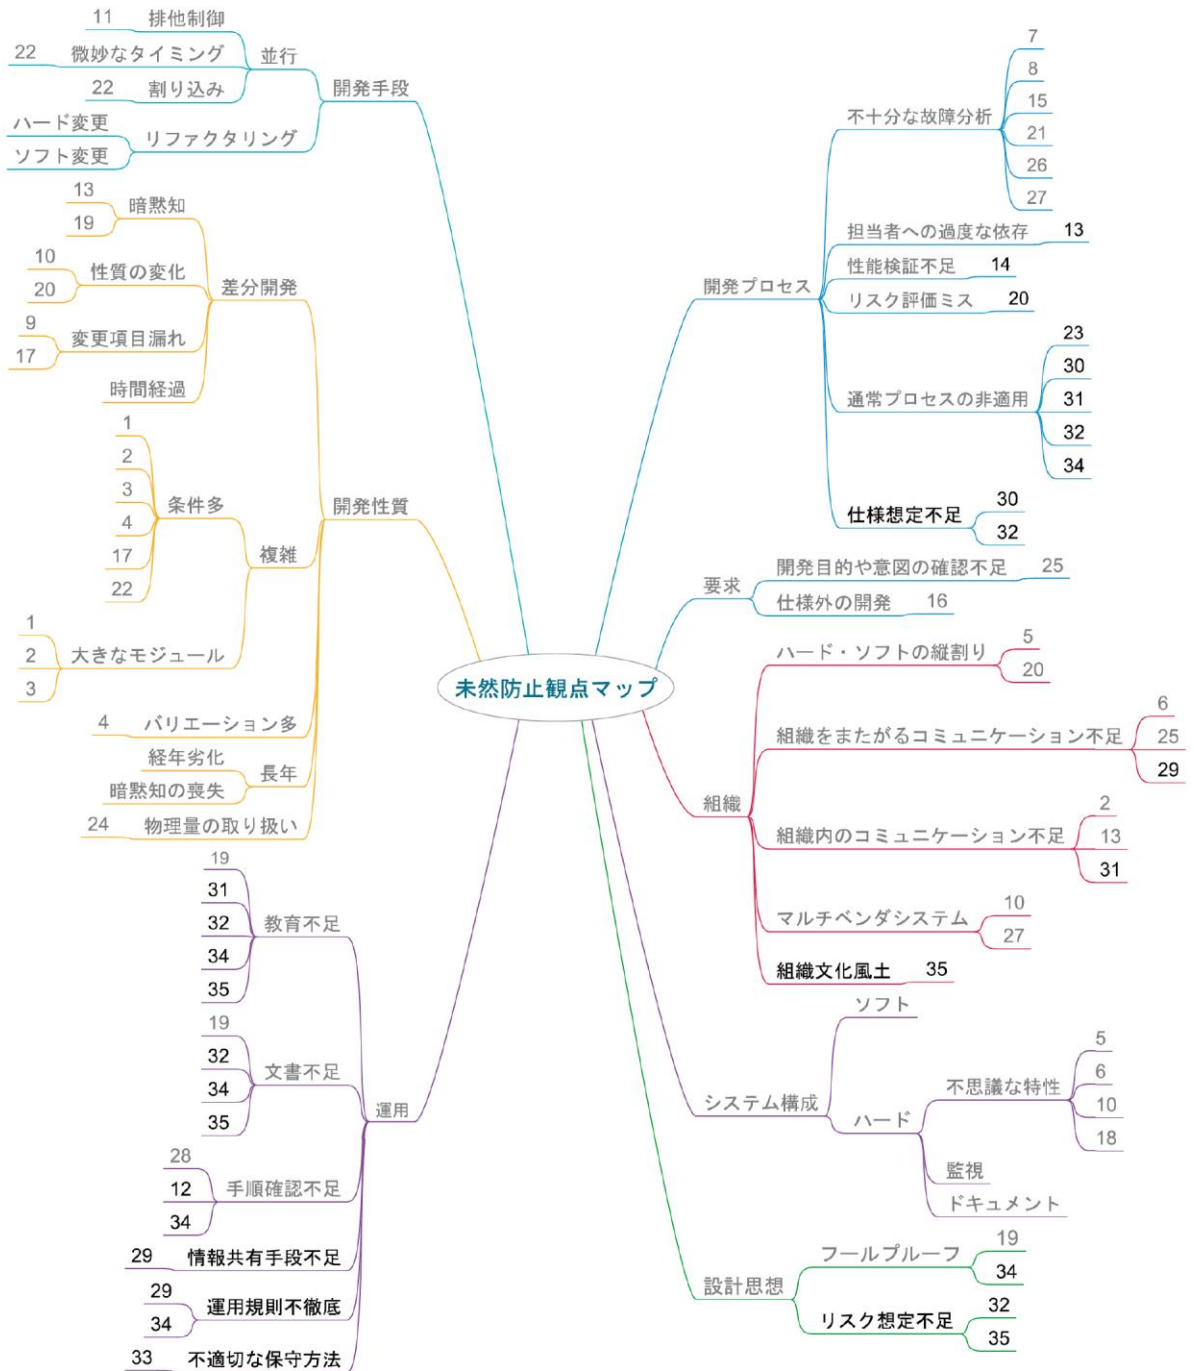 未然防止観点マップ
開発手段
並行
排他制御
11
微妙なタイミング
22
割り込み
22
リファクタリング
ハード変更
ソフト変更
開発性質
差分開発
暗黙知
13
19
性質の変化
10
20
変更項目漏れ
9
17
時間経過
複雑
条件多
1
2
3
4
17
22
大きなモジュール
1
2
3
バリエーション多
4
長年
経年劣化
暗黙知の喪失
物理量の取り扱い
24
運用
教育不足
19
31
32
34
35
文書不足
19
32
34
35
手順確認不足
28
12
34
情報共有手段不足
29
運用規則不徹底
29
34
不適切な保守方法
33
開発プロセス
不十分な故障分析
7
8
15
21
26
27
担当者への過度な依存
13
性能検証不足
14
リスク評価ミス
20
通常プロセスの非適用
23
30
31
32
34
仕様想定不足
30
32
要求
開発目的や意図の確認不足
25
仕様外の開発
16
組織
ハード・ソフトの縦割り
5
20
組織をまたがるコミュニケーション不足
6
25
29
組織内のコミュニケーション不足
2
13
31
マルチベンダシステム
10
27
組織文化風土
35
システム構成
ソフト
ハード
不思議な特性
5
6
10
18
監視
ドキュメント
設計思想
フールプルーフ
19
34
リスク想定不足
32
35